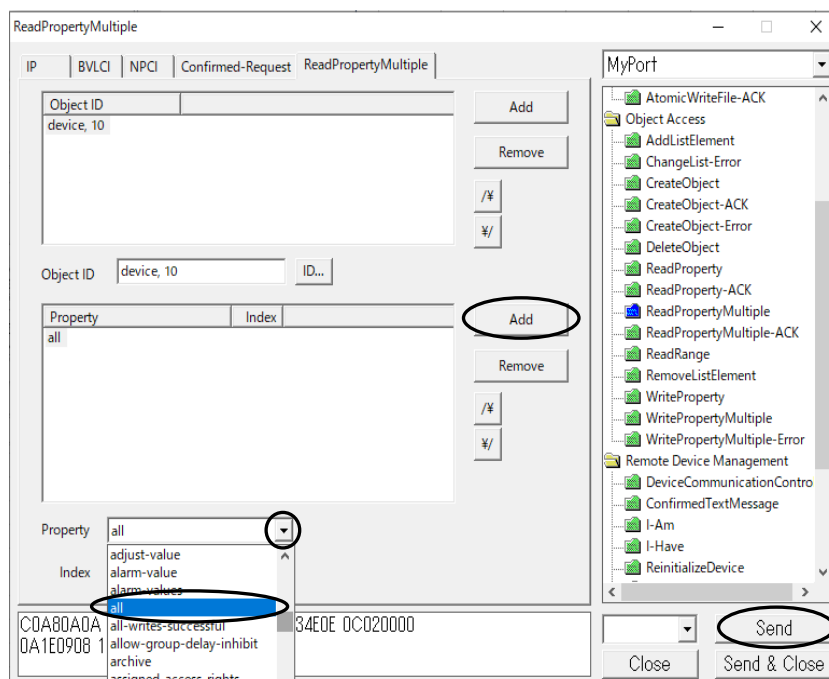 ReadPropertyMultiple
IP
BVLCI
NPCI
Confirmed-Request
ReadPropertyMultiple
Object ID
device, 10
Add
Remove
/¥
¥/
Object ID
device, 10
ID...
Property
Index
all
Add
Remove
/¥
¥/
Property
all
Index
adjust-value
alarm-value
alarm-values
all
all-writes-successful
allow-group-delay-inhibit
archive
assigned-access-rights
C0A80A0A 34E0E 0C020000
0A1E0908 1
MyPort
AtomicWriteFile-ACK
Object Access
AddListElement
ChangeList-Error
CreateObject
CreateObject-ACK
CreateObject-Error
DeleteObject
ReadProperty
ReadProperty-ACK
ReadPropertyMultiple
ReadPropertyMultiple-ACK
ReadRange
RemoveListElement
WriteProperty
WritePropertyMultiple
WritePropertyMultiple-Error
Remote Device Management
DeviceCommunicationContro
ConfirmedTextMessage
I-Am
I-Have
ReinitializeDevice
Send
Close
Send & Close